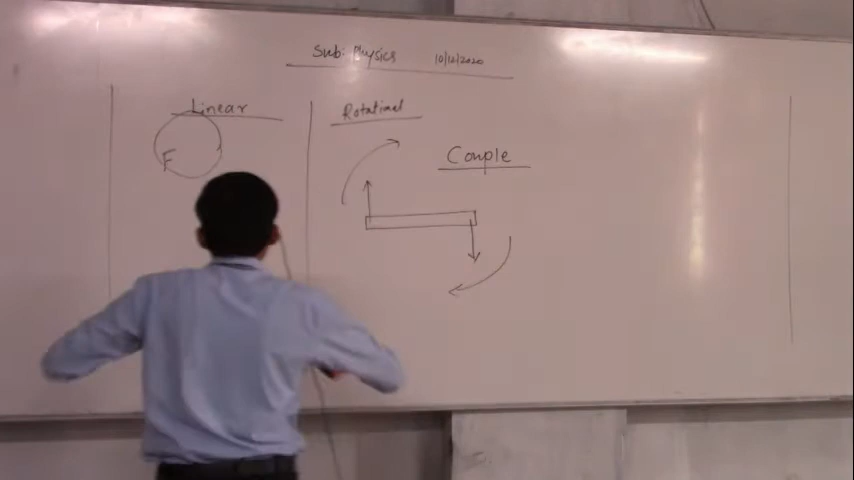 Sub: Physics 10/12/2020
Linear
Rotational
F
Couple